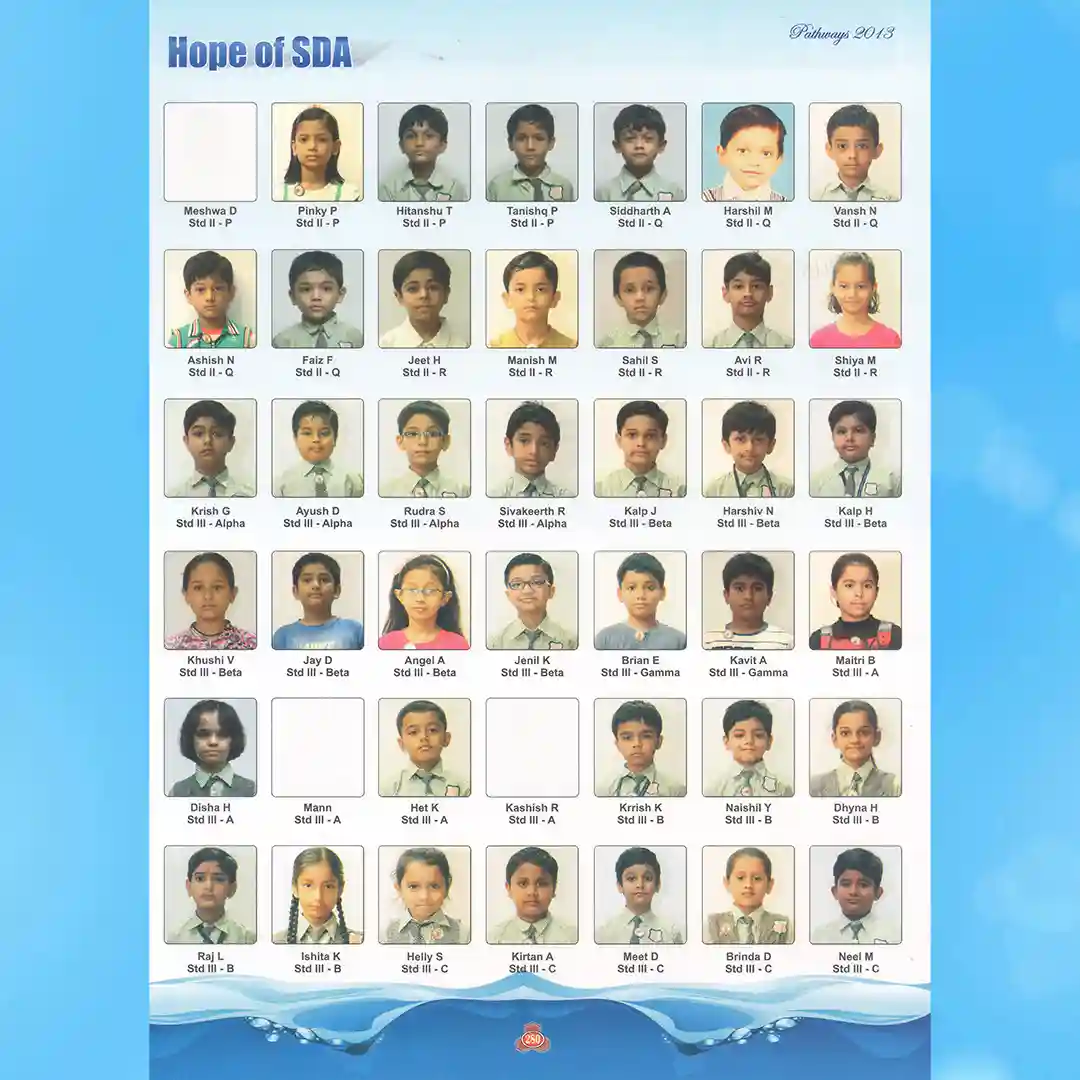 Pathways 2013
Hope of SDA
Meshwa D
Std II - P
Pinky P
Std II - P
Hitanshu T
Std II - P
Tanishq P
Std II - P
Siddharth A
Std II - Q
Harshil M
Std II - Q
Vansh N
Std II - Q
Ashish N
Std II - Q
Faiz F
Std II - Q
Jeet H
Std II - R
Manish M
Std II - R
Sahil S
Std II - R
Avi R
Std II - R
Shiya M
Std II - R
Krish G
Std III - Alpha
Ayush D
Std III - Alpha
Rudra S
Std III - Alpha
Sivakeerth R
Std III - Alpha
Kalp J
Std III - Beta
Harshiv N
Std III - Beta
Kalp H
Std III - Beta
Khushi V
Std III - Beta
Jay D
Std III - Beta
Angel A
Std III - Beta
Jenil K
Std III - Beta
Brian E
Std III - Gamma
Kavit A
Std III - Gamma
Maitri B
Std III - A
Disha H
Std III - A
Mann
Std III - A
Het K
Std III - A
Kashish R
Std III - A
Krrish K
Std III - B
Naishil Y
Std III - B
Dhyna H
Std III - B
Raj L
Std III - B
Ishita K
Std III - B
Helly S
Std III - C
Kirtan A
Std III - C
Meet D
Std III - C
Brinda D
Std III - C
Neel M
Std III - C
280